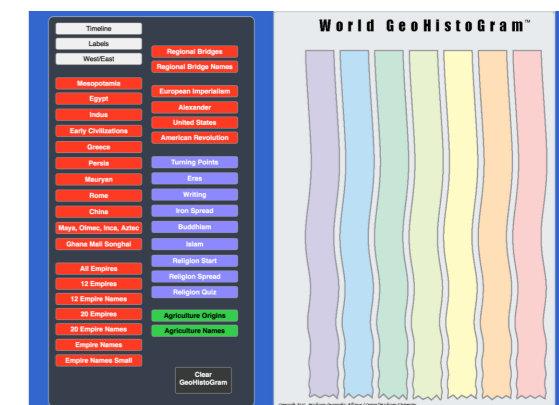 Timeline
Labels
West/East
Mesopotamia
Egypt
Indus
Early Civilizations
Greece
Persia
Mauryan
Rome
China
Maya, Olmec, Inca, Aztec
Ghana Mali Songhai
All Empires
12 Empires
12 Empire Names
20 Empires
20 Empire Names
Empire Names
Empire Names Small
Regional Bridges
Regional Bridge Names
European Imperialism
Alexander
United States
American Revolution
Turning Points
Eras
Writing
Iron Spread
Buddhism
Islam
Religion Start
Religion Spread
Religion Quiz
Agriculture Origins
Agriculture Names
Clear
GeoHistoGram
World GeoHistoGram™